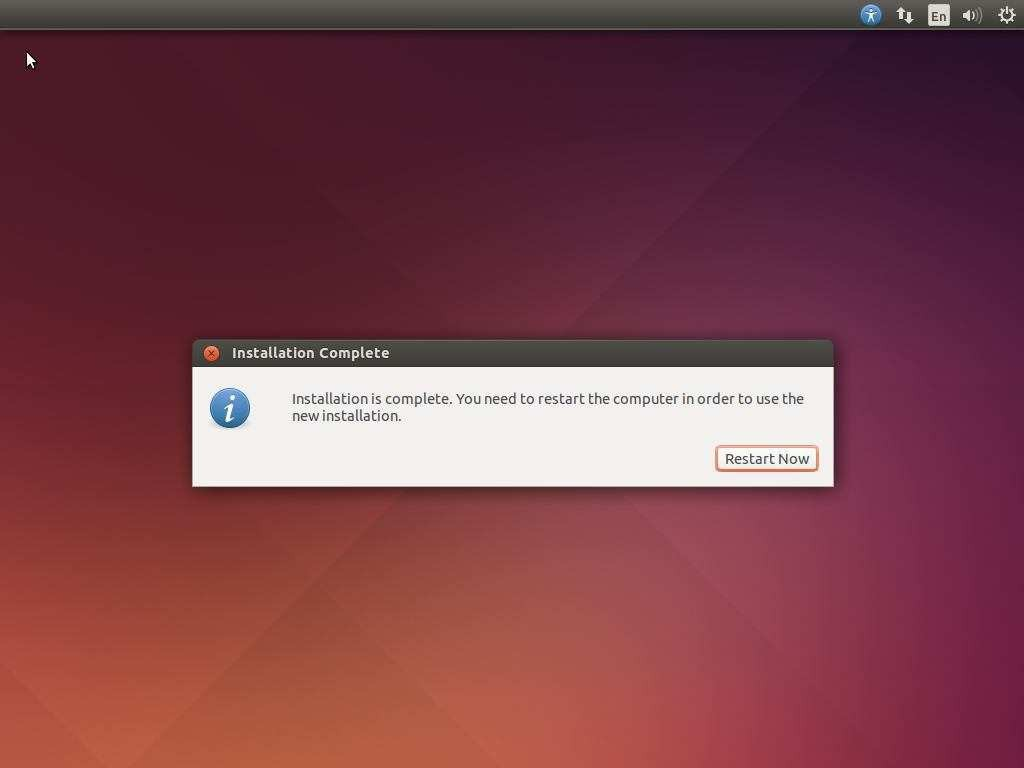 En
Installation Complete
Installation is complete. You need to restart the computer in order to use the
new installation.
Restart Now